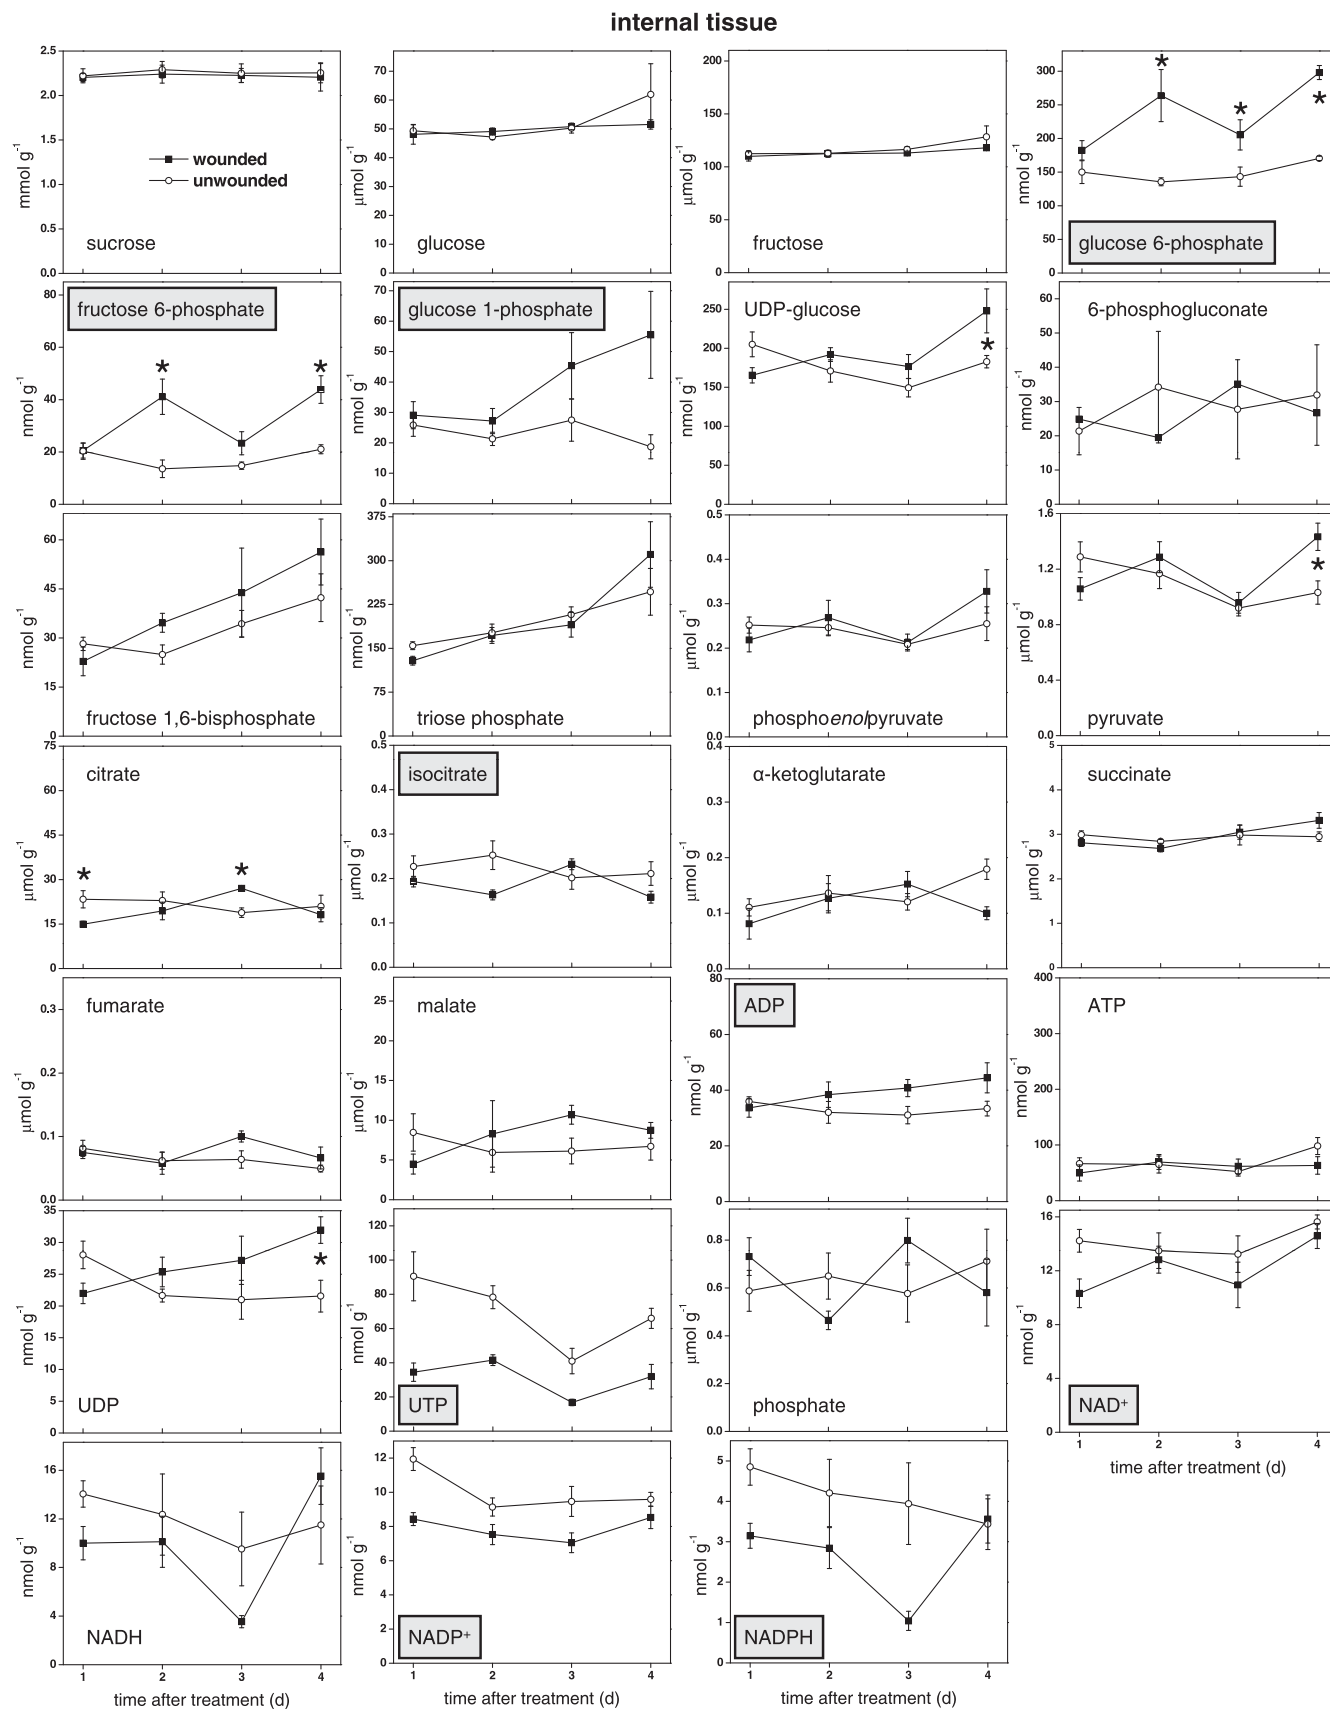 internal tissue
2.5
2.0
1.5
1.0
0.5
0.0
mmol g-1
wounded
unwounded
sucrose
70
60
50
40
30
20
10
0
μmol g-1
glucose
200
150
100
50
0
μmol g-1
fructose
300
250
200
150
100
50
0
nmol g-1
*
*
*
glucose 6-phosphate
80
60
40
20
0
nmol g-1
fructose 6-phosphate
*
*
70
60
50
40
30
20
10
0
nmol g-1
glucose 1-phosphate
250
200
150
100
50
0
nmol g-1
UDP-glucose
*
60
50
40
30
20
10
0
nmol g-1
6-phosphogluconate
60
45
30
15
0
nmol g-1
fructose 1,6-bisphosphate
375
300
225
150
75
0
nmol g-1
triose phosphate
0.5
0.4
0.3
0.2
0.1
0.0
μmol g-1
phosphoenolpyruvate
1.6
1.2
0.8
0.4
0.0
μmol g-1
*
pyruvate
75
60
45
30
15
0
μmol g-1
citrate
*
*
0.5
0.4
0.3
0.2
0.1
0.0
μmol g-1
isocitrate
0.4
0.3
0.2
0.1
0.0
μmol g-1
α-ketoglutarate
5
4
3
2
1
0
μmol g-1
succinate
0.3
0.2
0.1
0.0
μmol g-1
fumarate
25
20
15
10
5
0
μmol g-1
malate
80
60
40
20
0
nmol g-1
ADP
400
300
200
100
0
nmol g-1
ATP
35
30
25
20
15
10
5
0
nmol g-1
*
UDP
120
100
80
60
40
20
0
nmol g-1
UTP
0.8
0.6
0.4
0.2
0.0
μmol g-1
phosphate
16
12
8
4
0
nmol g-1
NAD+
1 2 3 4
time after treatment (d)
16
12
8
4
0
nmol g-1
NADH
1 2 3 4
time after treatment (d)
12
10
8
6
4
2
0
nmol g-1
NADP+
1 2 3 4
time after treatment (d)
5
4
3
2
1
0
nmol g-1
NADPH
1 2 3 4
time after treatment (d)